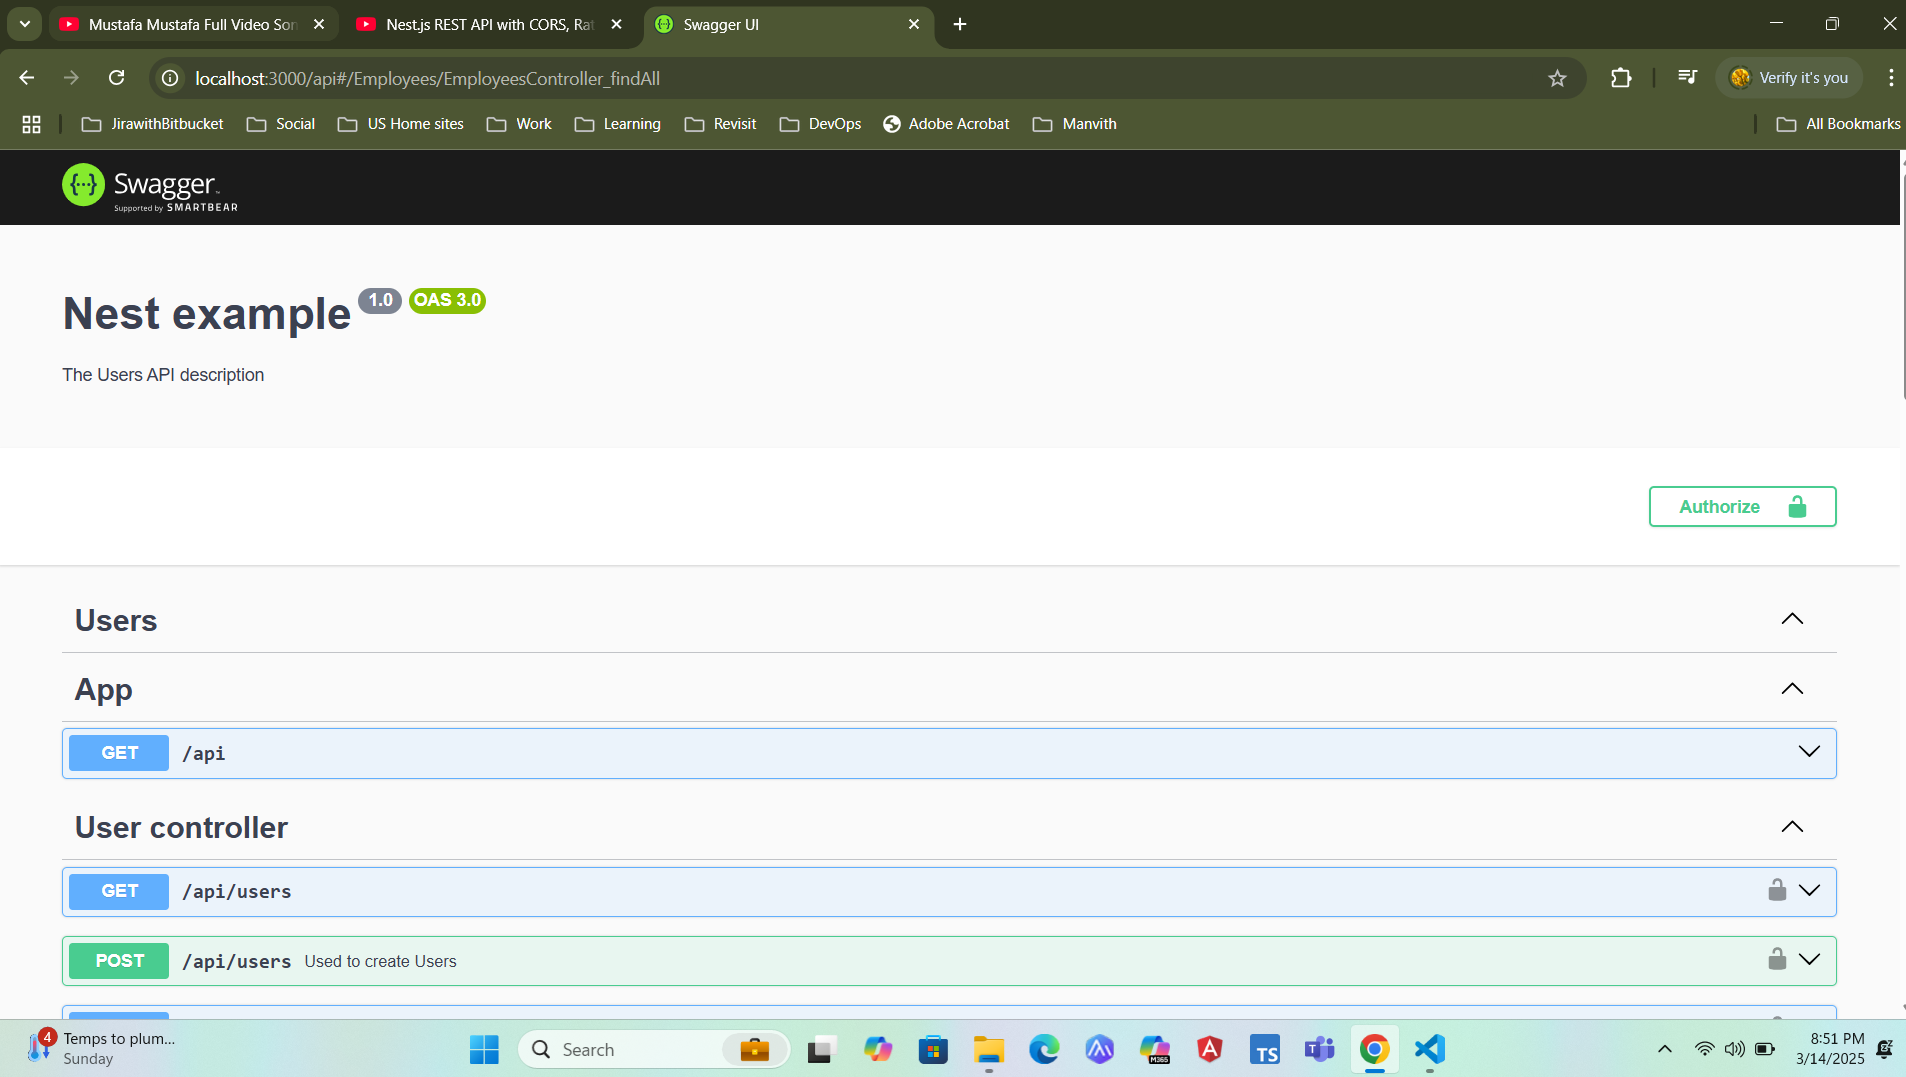 Mustafa Mustafa Full Video Son
Nest.js REST API with CORS, Rat
Swagger UI
localhost:3000/api#/Employees/EmployeesController_findAll
Verify it's you
JirawithBitbucket
Social
US Home sites
Work
Learning
Revisit
DevOps
Adobe Acrobat
Manvith
All Bookmarks
Swagger
Supported by SMARTBEAR
Nest example 1.0 OAS 3.0
The Users API description
Authorize
Users
App
GET /api
User controller
GET /api/users
POST /api/users Used to create Users
4
Temps to plum...
Sunday
Search
M365
TS
8:51 PM
3/14/2025